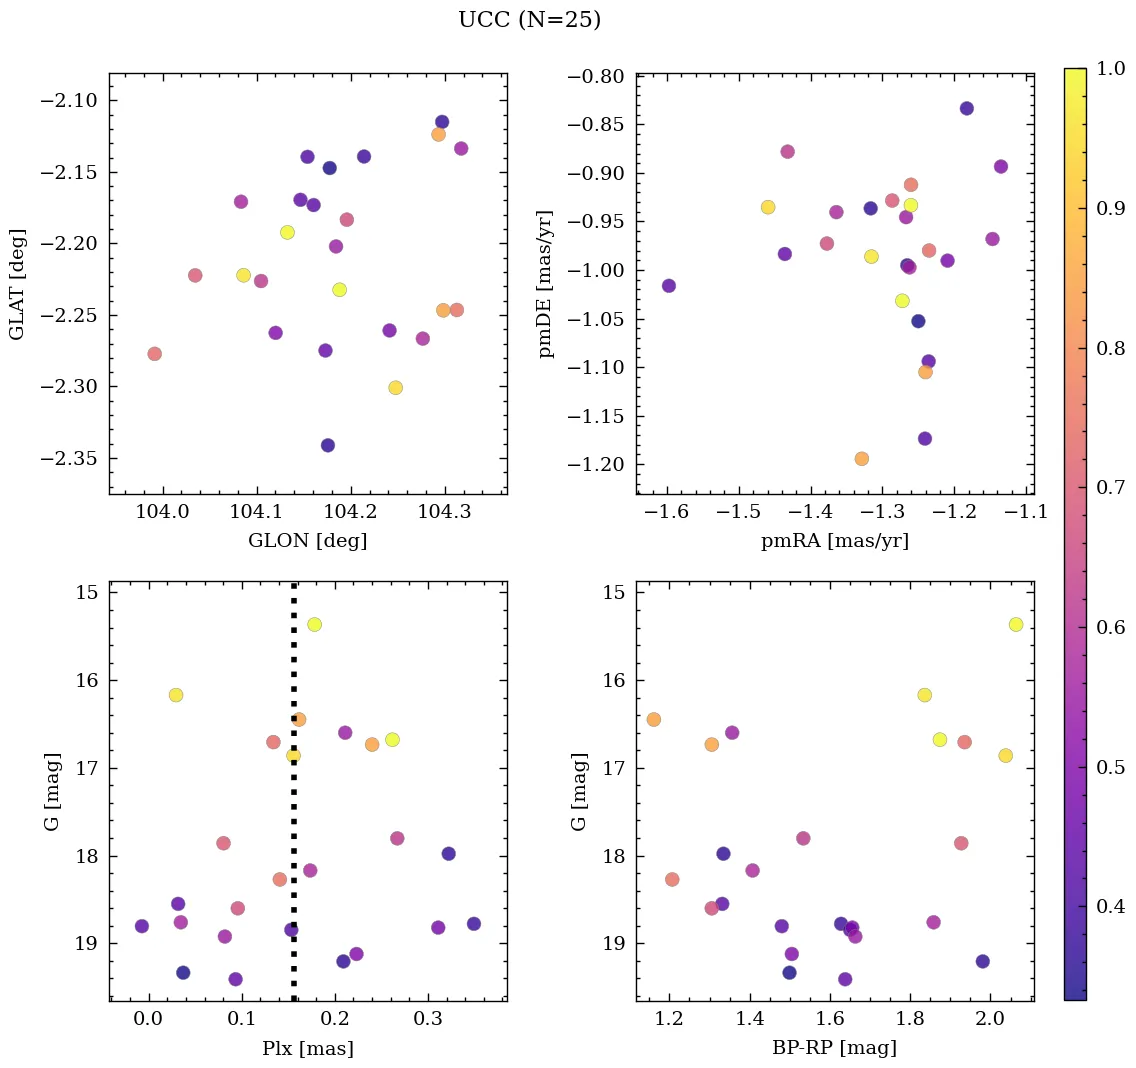 UCC (N=25)
−2.10
−2.15
−2.20
−2.25
−2.30
−2.35
GLAT [deg]
104.0 104.1 104.2 104.3
GLON [deg]
−0.80
−0.85
−0.90
−0.95
−1.00
−1.05
−1.10
−1.15
−1.20
pmDE [mas/yr]
−1.6 −1.5 −1.4 −1.3 −1.2 −1.1
pmRA [mas/yr]
15
16
17
18
19
G [mag]
0.0 0.1 0.2 0.3
Plx [mas]
15
16
17
18
19
G [mag]
1.2 1.4 1.6 1.8 2.0
BP-RP [mag]
1.0
0.9
0.8
0.7
0.6
0.5
0.4